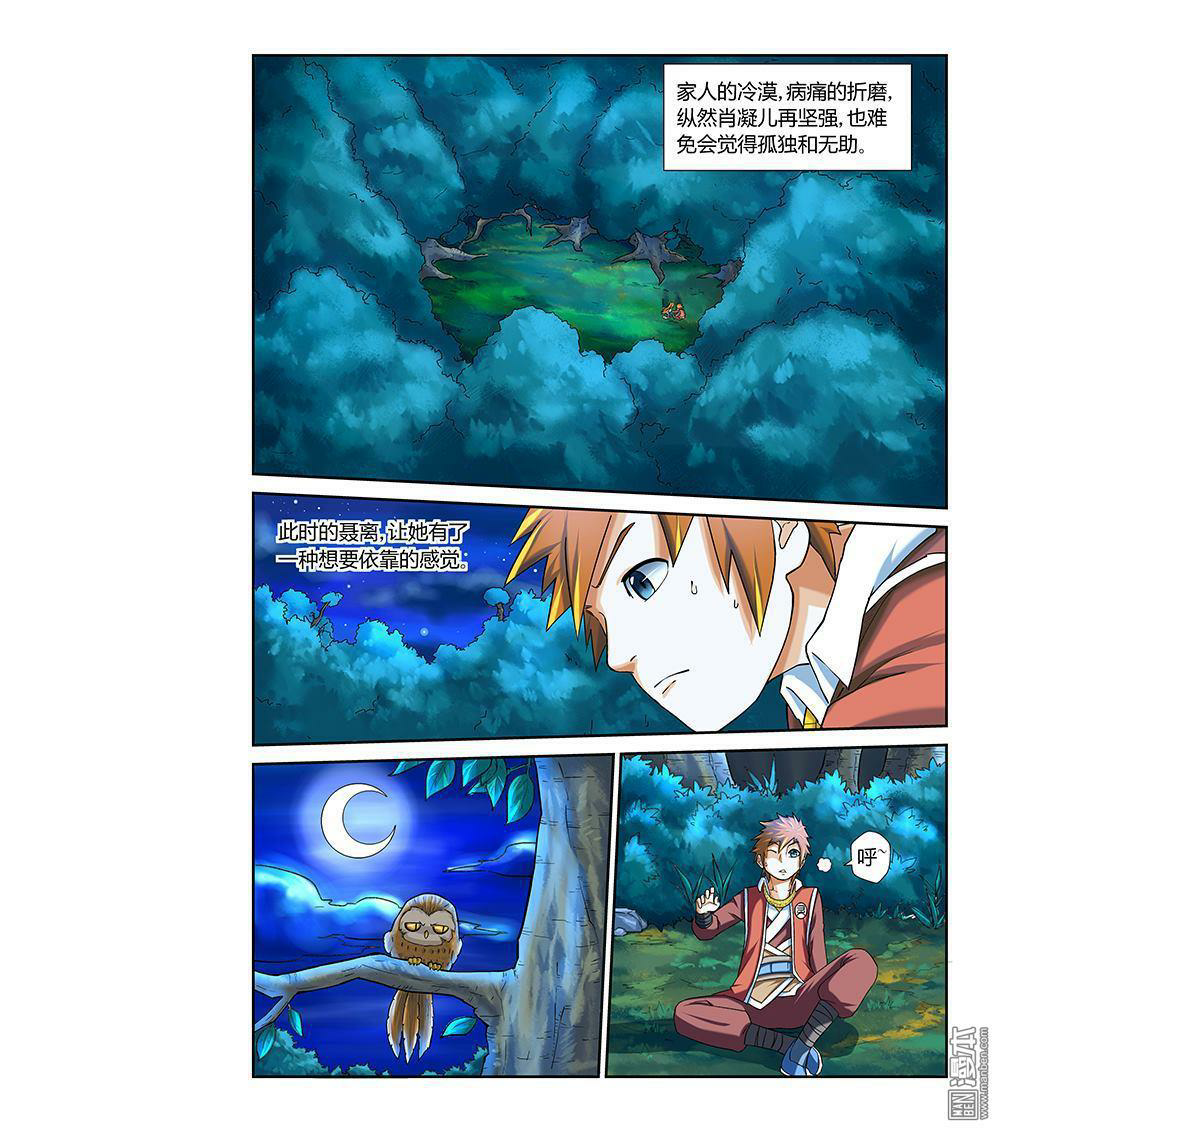 家人的冷漠，病痛的折磨，
纵然肖凝儿再坚强，也难
免会觉得孤独和无助。
此时的聂离，让她有了
一种想要依靠的感觉。
呼~
漫本
MAN
BEN
www.manben.com